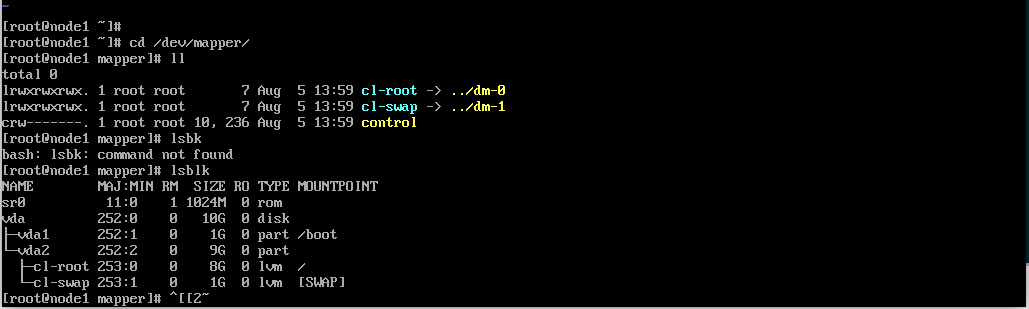 ~
[root@node1 ~]#
[root@node1 ~]# cd /dev/mapper/
[root@node1 mapper]# ll
total 0
lrwxrwxrwx. 1 root root       7 Aug  5 13:59 cl-root -> ../dm-0
lrwxrwxrwx. 1 root root       7 Aug  5 13:59 cl-swap -> ../dm-1
crw-------. 1 root root 10, 236 Aug  5 13:59 control
[root@node1 mapper]# lsbk
bash: lsbk: command not found
[root@node1 mapper]# lsblk
NAME        MAJ:MIN RM  SIZE RO TYPE MOUNTPOINT
sr0          11:0    1 1024M  0 rom
vda         252:0    0   10G  0 disk
├─vda1      252:1    0    1G  0 part /boot
└─vda2      252:2    0    9G  0 part
  ├─cl-root 253:0    0    8G  0 lvm  /
  └─cl-swap 253:1    0    1G  0 lvm  [SWAP]
[root@node1 mapper]# ^[[2~